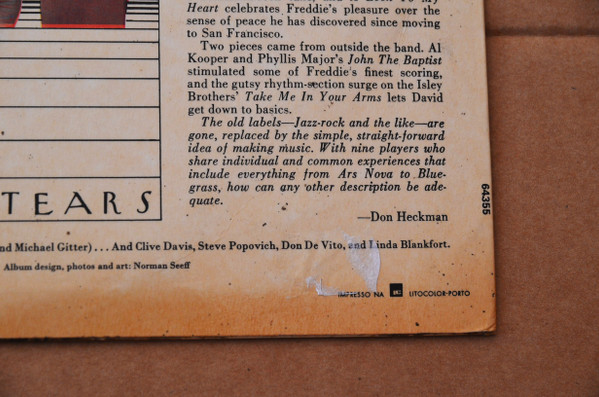 Heart celebrates Freddie's pleasure over the
sense of peace he has discovered since moving
to San Francisco.
Two pieces came from outside the band. Al
Kooper and Phyllis Major's John The Baptist
stimulated some of Freddie's finest scoring,
and the gutsy rhythm-section surge on the Isley
Brothers' Take Me In Your Arms lets David
get down to basics.
The old labels—Jazz-rock and the like—are
gone, replaced by the simple, straight-forward
idea of making music. With nine players who
share individual and common experiences that
include everything from Ars Nova to Blue-
grass, how can any other description be ade-
quate.
—Don Heckman
64355
TEARS
nd Michael Gitter) . . . And Clive Davis, Steve Popovich, Don De Vito, and Linda Blankfort.
Album design, photos and art: Norman Seeff
IMPRESSO NA LITOCOLOR-PORTO